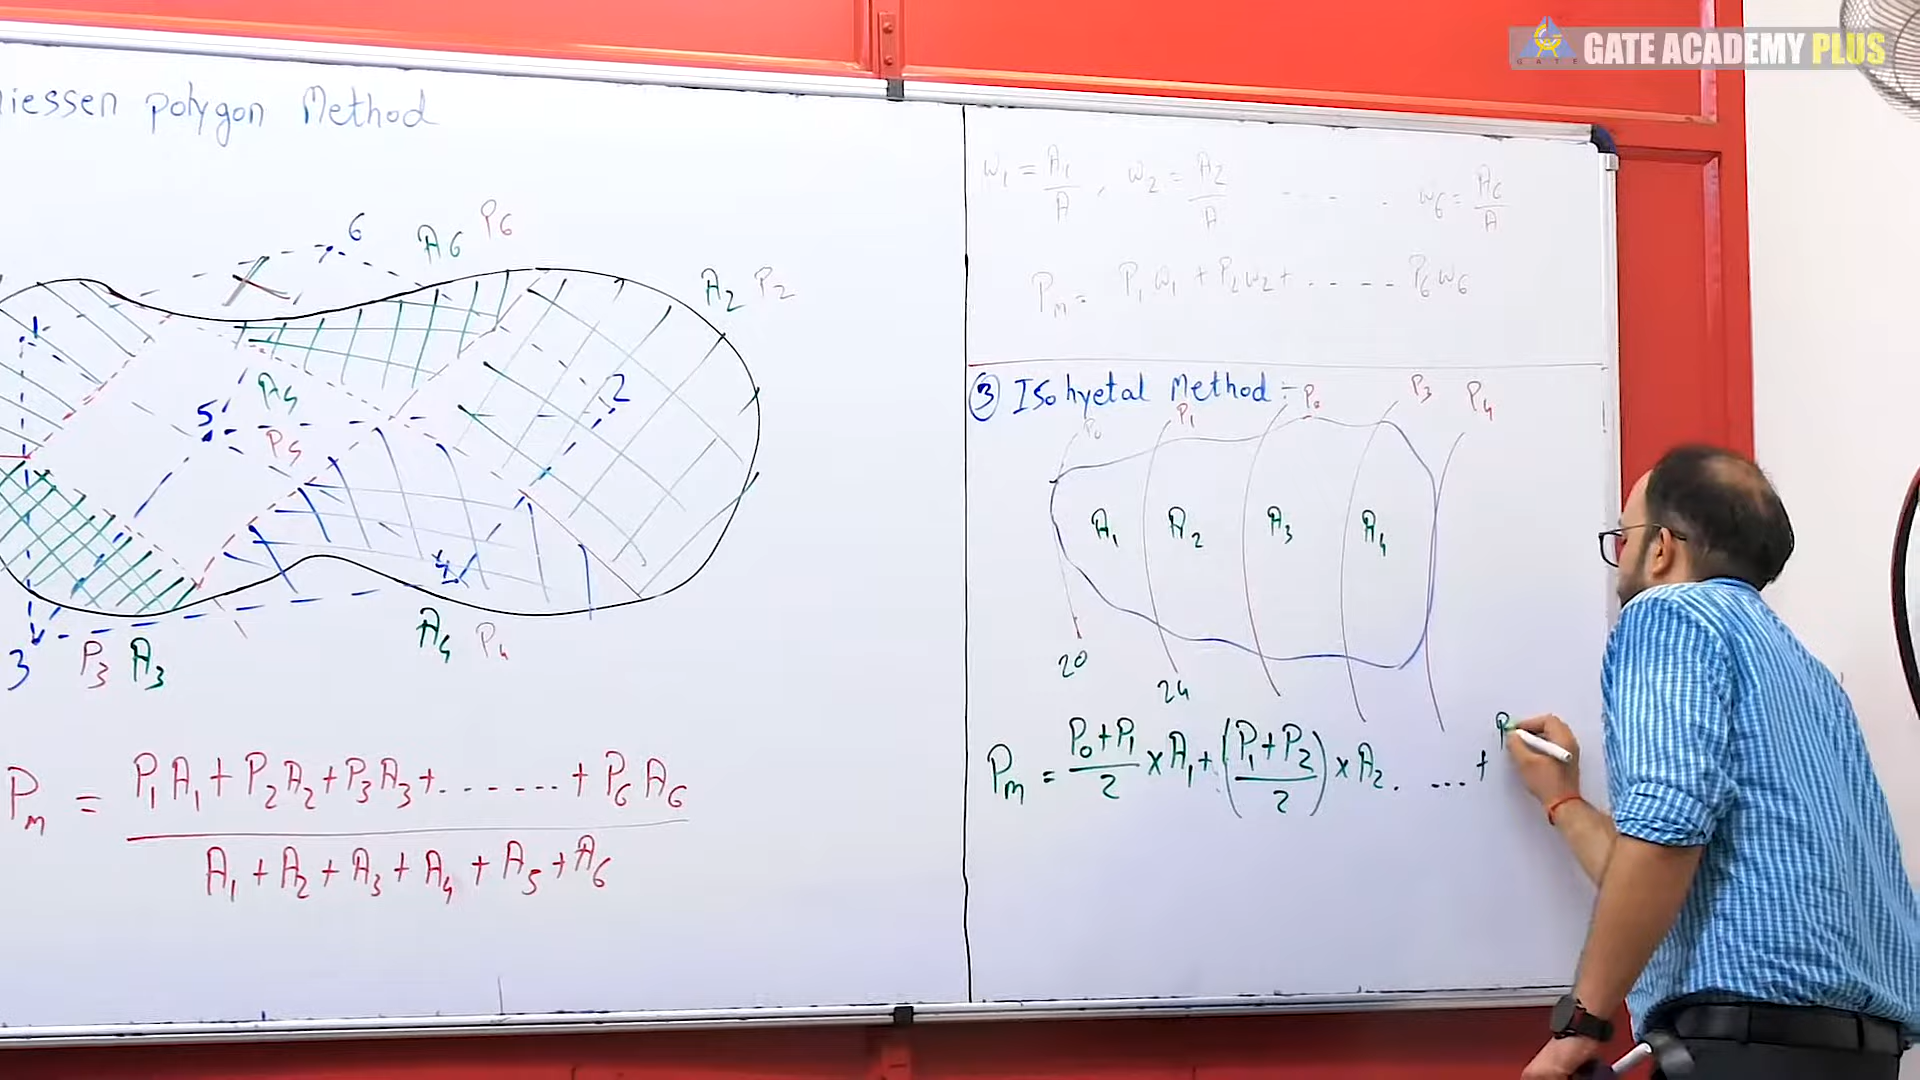 GATE ACADEMY PLUS
GATE
iessen polygon Method
6
A6 P6
A2 P2
1
2
5
A5
P5
4
3
P3 A3
A4 P4
Pm = P1A1 + P2A2 + P3A3 + ...... + P6A6
A1 + A2 + A3 + A4 + A5 + A6
w1 = A1/A , w2 = A2/A ---- . w6 = A6/A
Pm = P1w1 + P2w2 + ..---- P6w6
③ Isohyetal Method :-
P0 P1 P3 P4
A1 A2 A3 A4
20
24
Pm = P0+P1/2 × A1 + (P1+P2/2) × A2 . .... + P